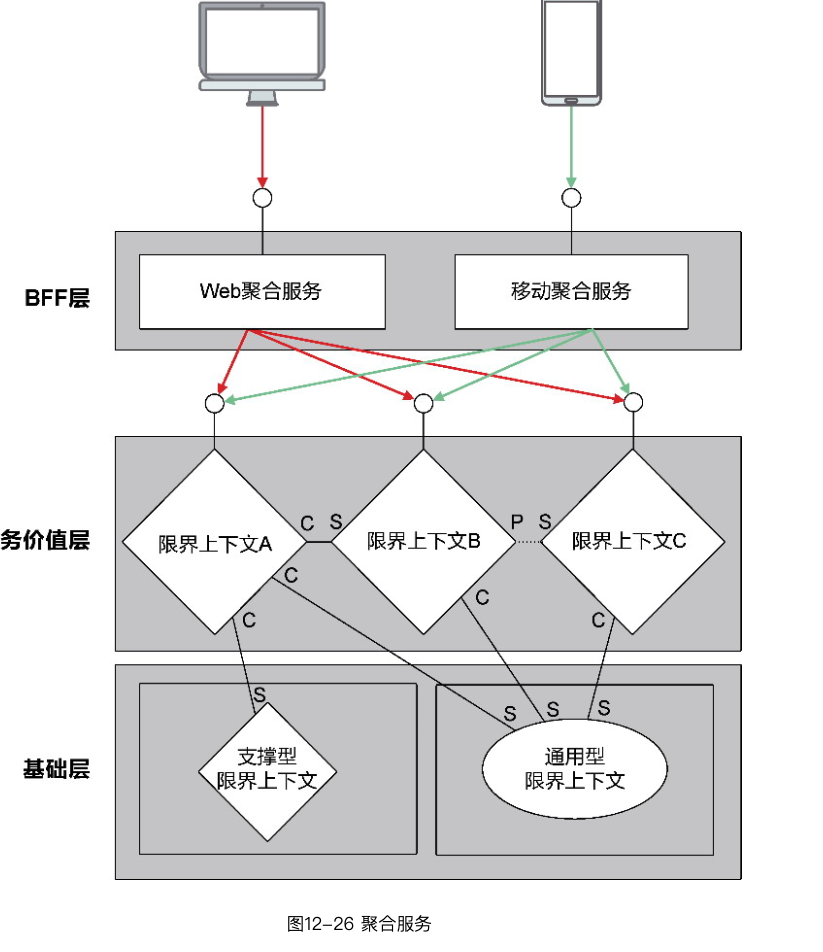 BFF层
Web聚合服务
移动聚合服务
务价值层
限界上下文A
C
S
限界上下文B
P
S
限界上下文C
C
C
C
C
基础层
S
S
S
S
支撑型
限界上下文
通用型
限界上下文
图12-26 聚合服务